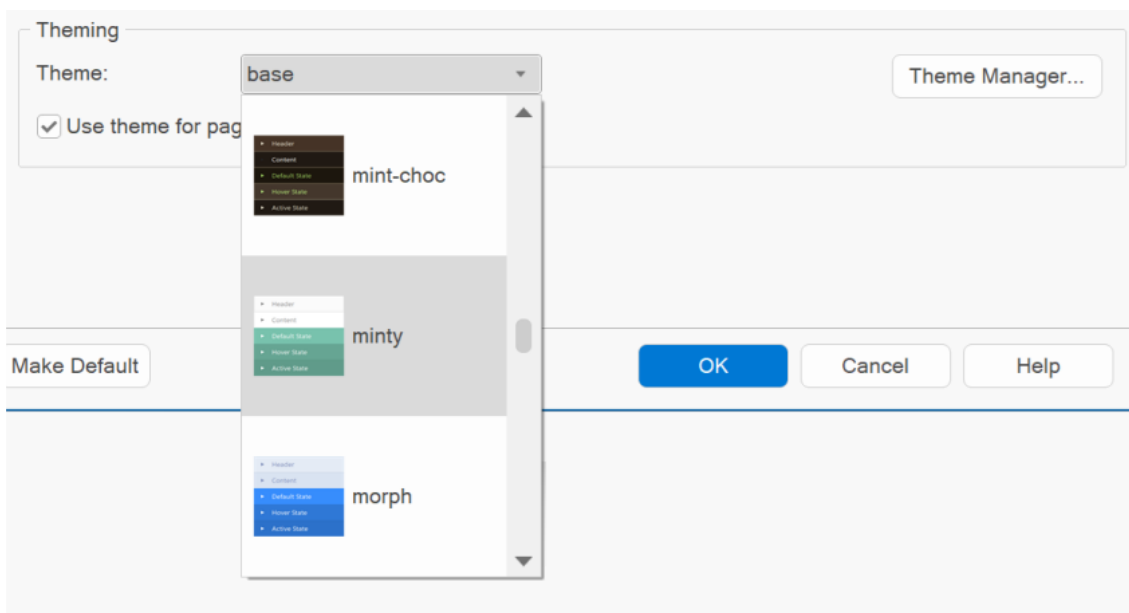 Theming
Theme:
base
Theme Manager...
Use theme for pag
Header
Content
Default State
Hover State
Active State
mint-choc
Header
Content
Default State
Hover State
Active State
minty
Make Default
OK
Cancel
Help
Header
Content
Default State
Hover State
Active State
morph